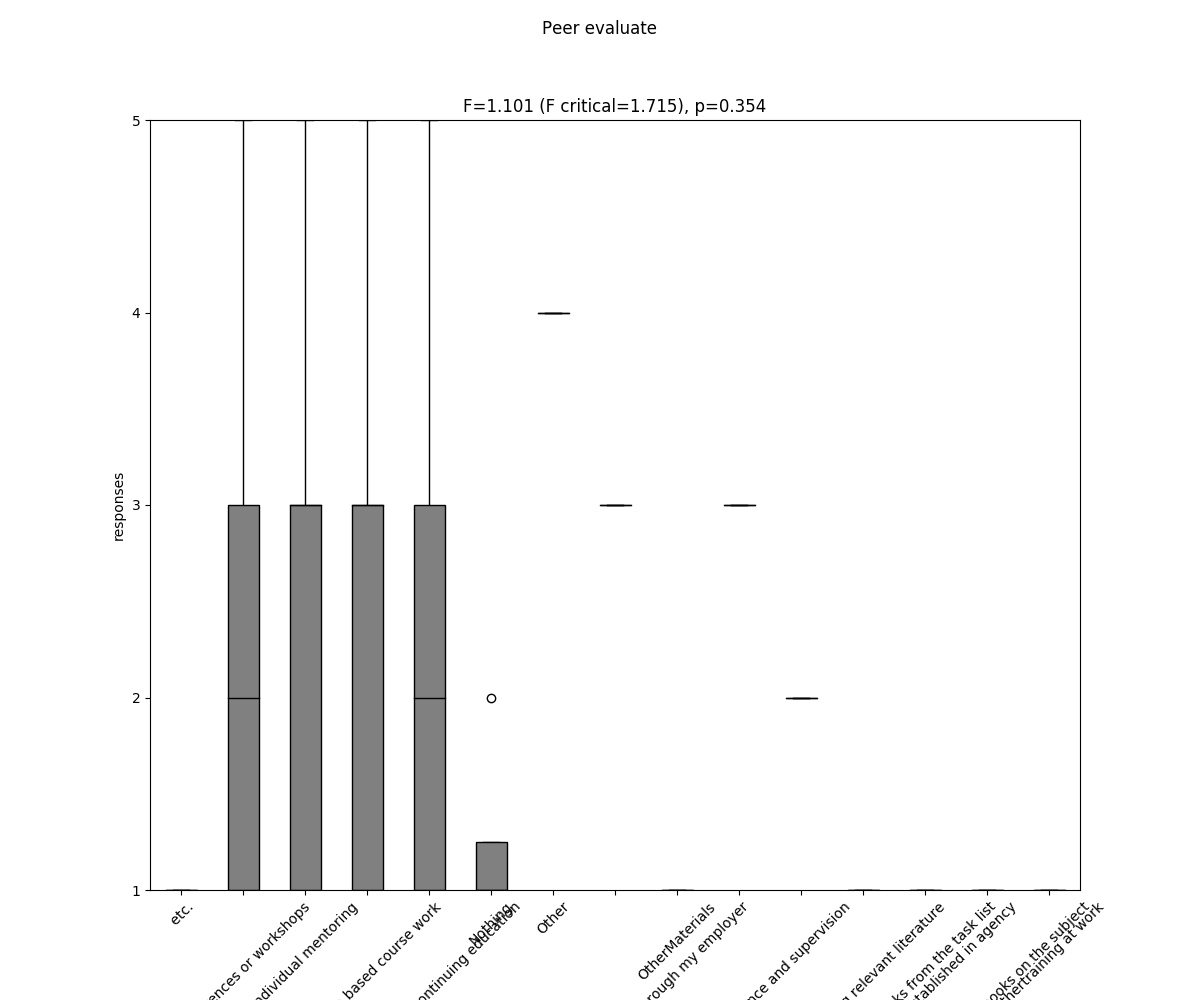 Peer evaluate
F=1.101 (F critical=1.715), p=0.354
5
4
3
2
1
responses
etc.
ences or workshops
individual mentoring
based course work
ontinuing education
Nothing
Other
OtherMaterials
rough my employer
nce and supervision
g relevant literature
ks from the task list
tablished in agency
ooks on the subject
hertraining at work